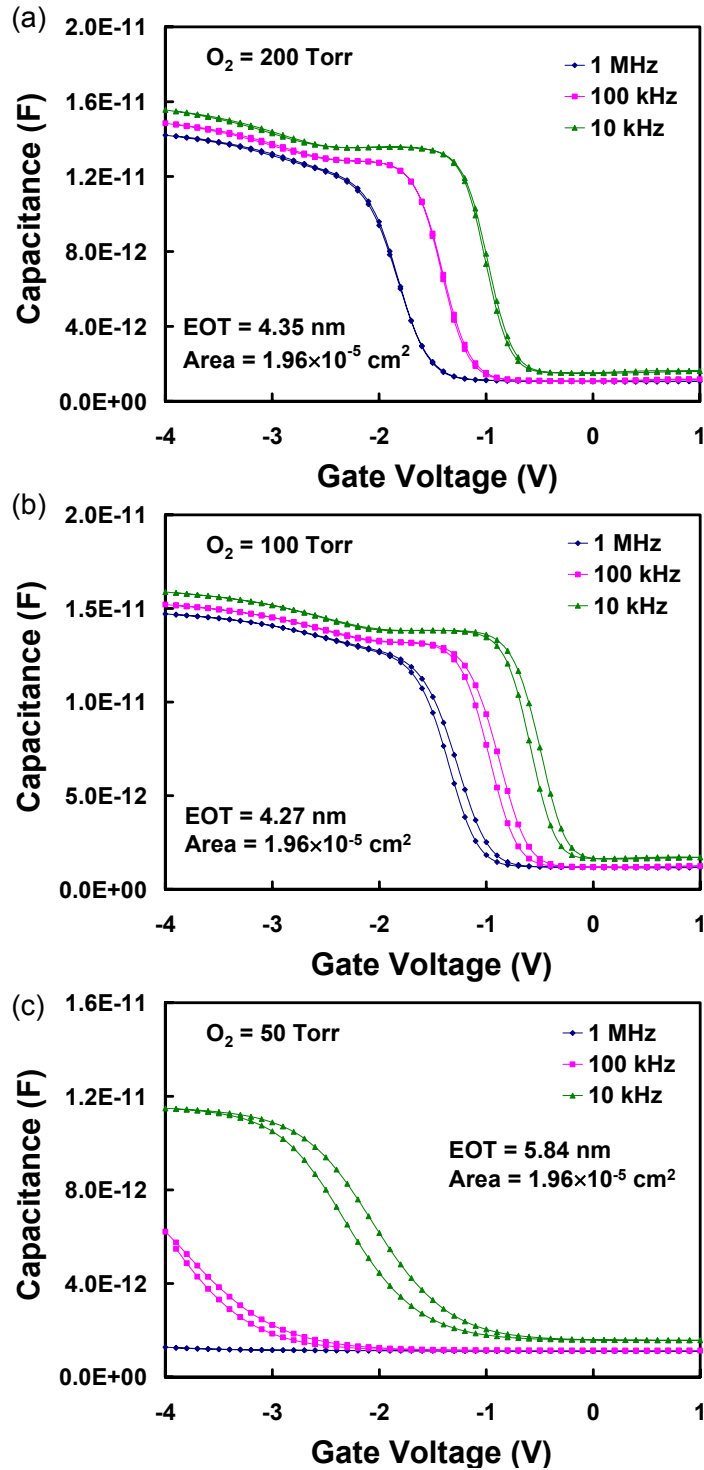 (a)
2.0E-11
1.6E-11
1.2E-11
8.0E-12
4.0E-12
0.0E+00
Capacitance (F)
O₂ = 200 Torr
1 MHz
100 kHz
10 kHz
EOT = 4.35 nm
Area = 1.96×10⁻⁵ cm²
-4 -3 -2 -1 0 1
Gate Voltage (V)
(b)
2.0E-11
1.5E-11
1.0E-11
5.0E-12
0.0E+00
Capacitance (F)
O₂ = 100 Torr
1 MHz
100 kHz
10 kHz
EOT = 4.27 nm
Area = 1.96×10⁻⁵ cm²
-4 -3 -2 -1 0 1
Gate Voltage (V)
(c)
1.6E-11
1.2E-11
8.0E-12
4.0E-12
0.0E+00
Capacitance (F)
O₂ = 50 Torr
1 MHz
100 kHz
10 kHz
EOT = 5.84 nm
Area = 1.96×10⁻⁵ cm²
-4 -3 -2 -1 0 1
Gate Voltage (V)